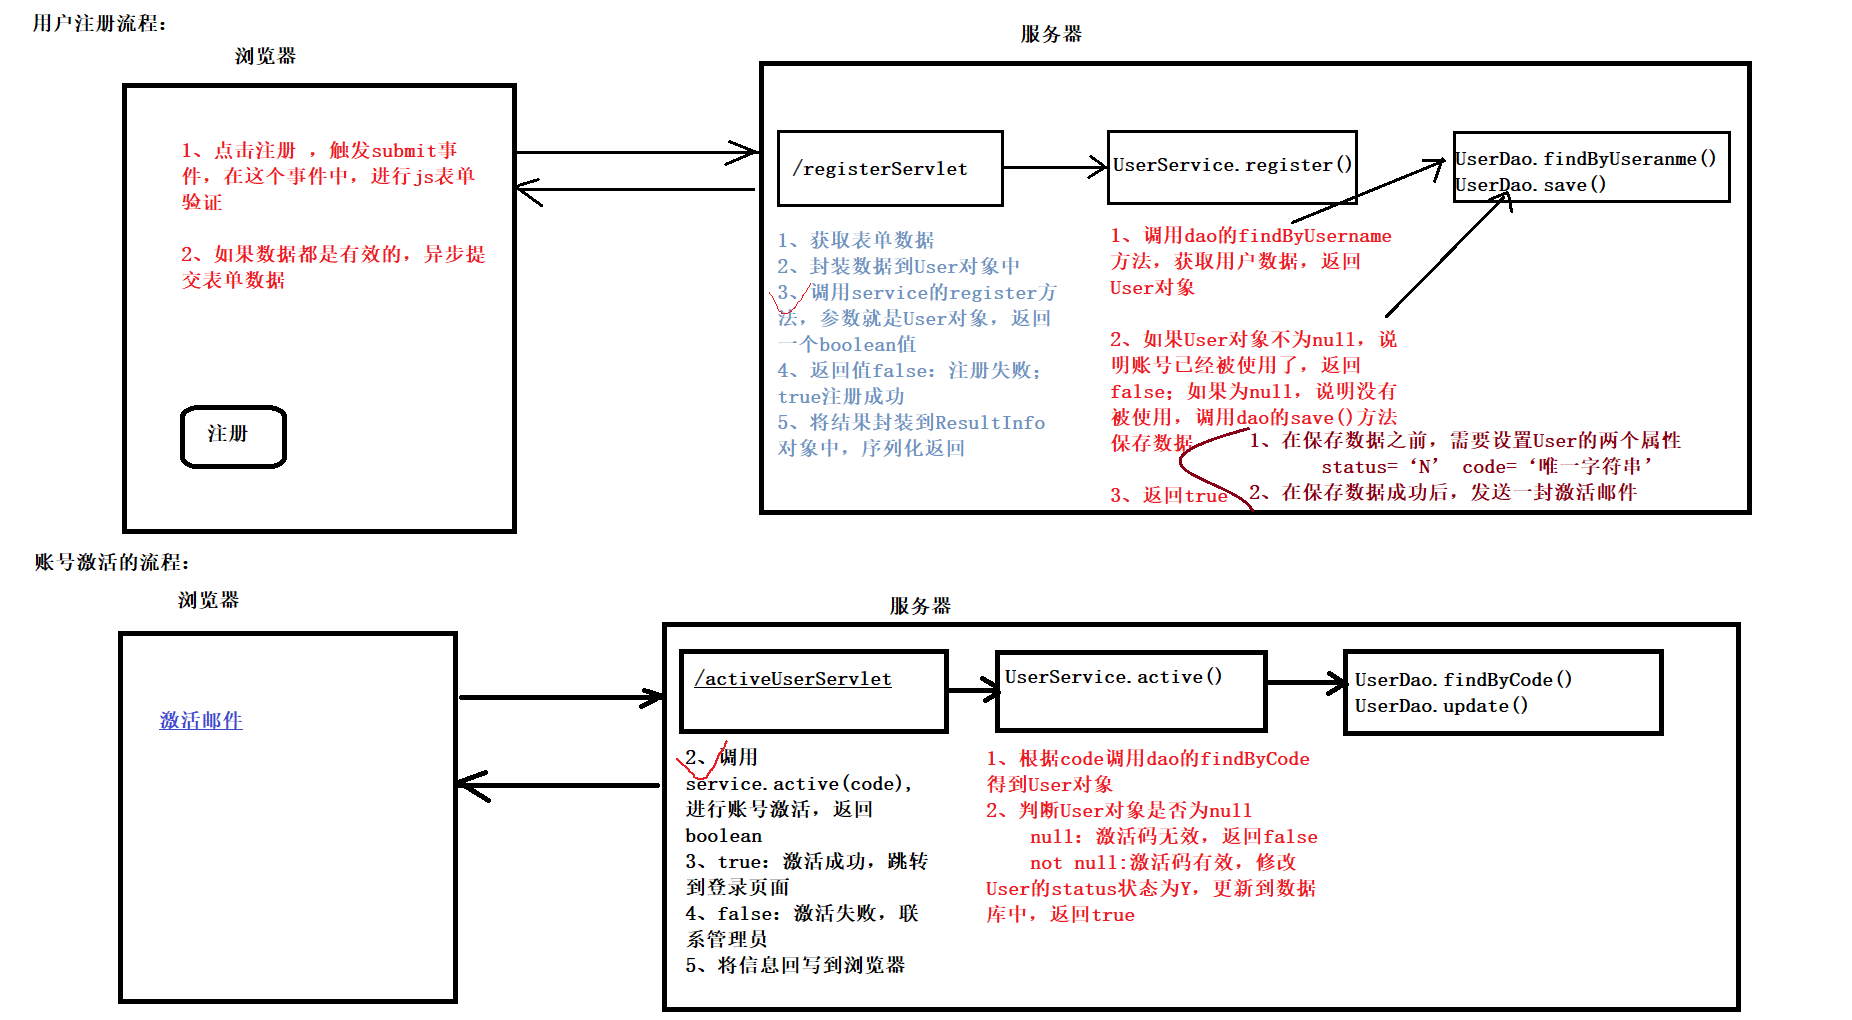 用户注册流程：
浏览器
服务器
1、点击注册 ，触发submit事
件，在这个事件中，进行js表单
验证
2、如果数据都是有效的，异步提
交表单数据
注册
/registerServlet
1、获取表单数据
2、封装数据到User对象中
3、调用service的register方
法，参数就是User对象，返回
一个boolean值
4、返回值false：注册失败；
true注册成功
5、将结果封装到ResultInfo
对象中，序列化返回
UserService.register()
1、调用dao的findByUsername
方法，获取用户数据，返回
User对象
2、如果User对象不为null，说
明账号已经被使用了，返回
false；如果为null，说明没有
被使用，调用dao的save()方法
保存数据
3、返回true
1、在保存数据之前，需要设置User的两个属性
status=‘N’ code=‘唯一字符串’
2、在保存数据成功后，发送一封激活邮件
UserDao.findByUseranme()
UserDao.save()
账号激活的流程：
浏览器
服务器
激活邮件
/activeUserServlet
2、调用
service.active(code)，
进行账号激活，返回
boolean
3、true：激活成功，跳转
到登录页面
4、false：激活失败，联
系管理员
5、将信息回写到浏览器
UserService.active()
1、根据code调用dao的findByCode
得到User对象
2、判断User对象是否为null
null：激活码无效，返回false
not null:激活码有效，修改
User的status状态为Y，更新到数据
库中，返回true
UserDao.findByCode()
UserDao.update()